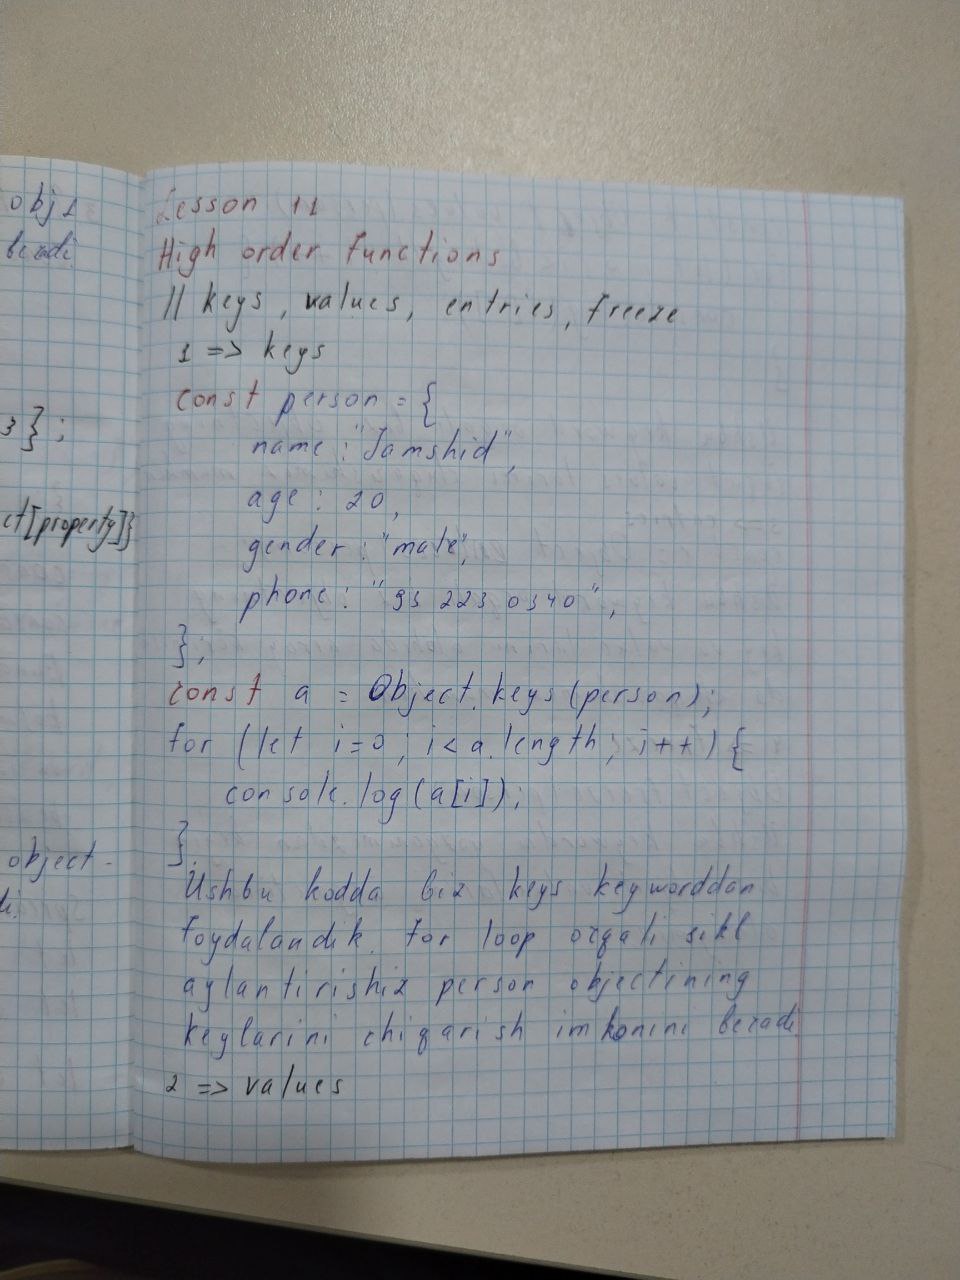 obj1
beradi
3};
ct[property]}
object-
di.
Lesson 11
High order functions
// keys, values, entries, freeze
1 => keys
const person = {
name: "Jamshid",
age: 20,
gender: "male",
phone: "93 223 0340",
};
const a = Object.keys(person);
for (let i=0; i<a.length; i++) {
console.log(a[i]);
}
Ushbu kodda biz keys keyworddan
foydalandik. for loop orqali sikl
aylantirishiz person objectining
keylarini chiqarish imkonini beradi
2 => values